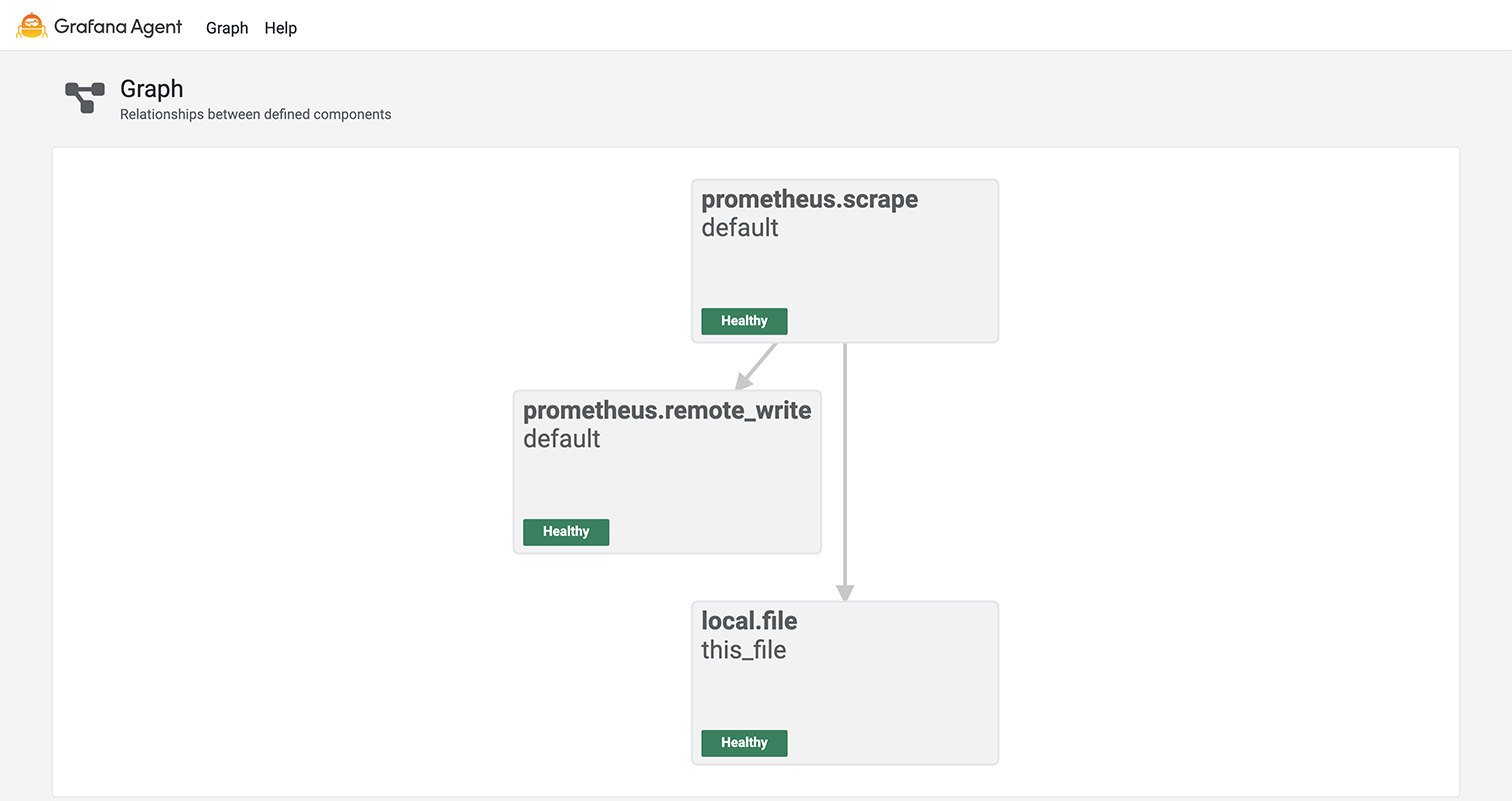 Grafana Agent Graph Help
Graph
Relationships between defined components
prometheus.scrape
default
Healthy
prometheus.remote_write
default
Healthy
local.file
this_file
Healthy